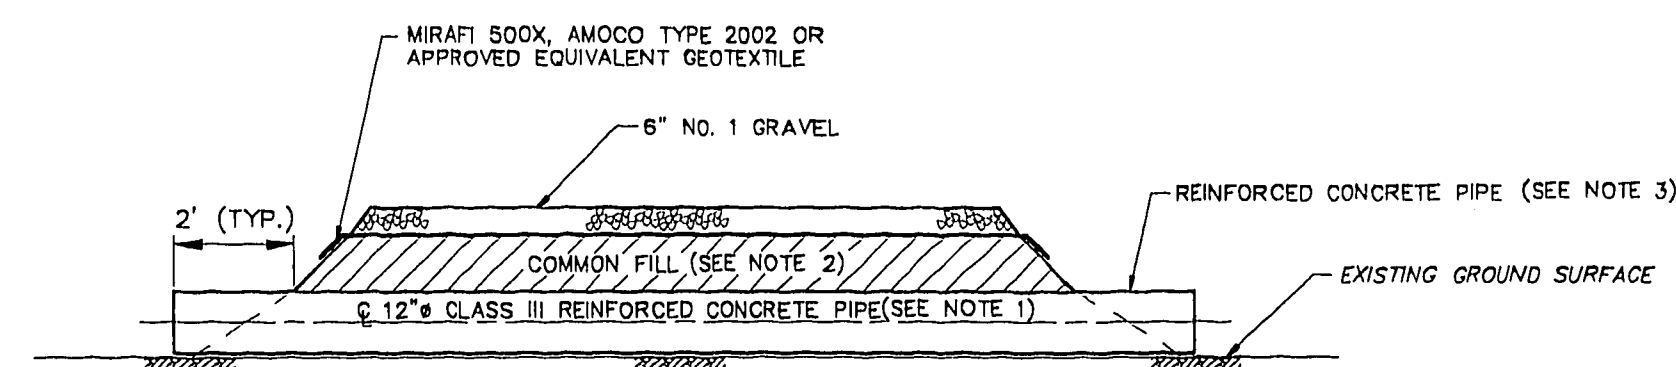 MIRAFI 500X, AMOCO TYPE 2002 OR
APPROVED EQUIVALENT GEOTEXTILE
6" NO. 1 GRAVEL
REINFORCED CONCRETE PIPE (SEE NOTE 3)
2' (TYP.)
COMMON FILL (SEE NOTE 2)
EXISTING GROUND SURFACE
℄ 12"ø CLASS III REINFORCED CONCRETE PIPE(SEE NOTE 1)